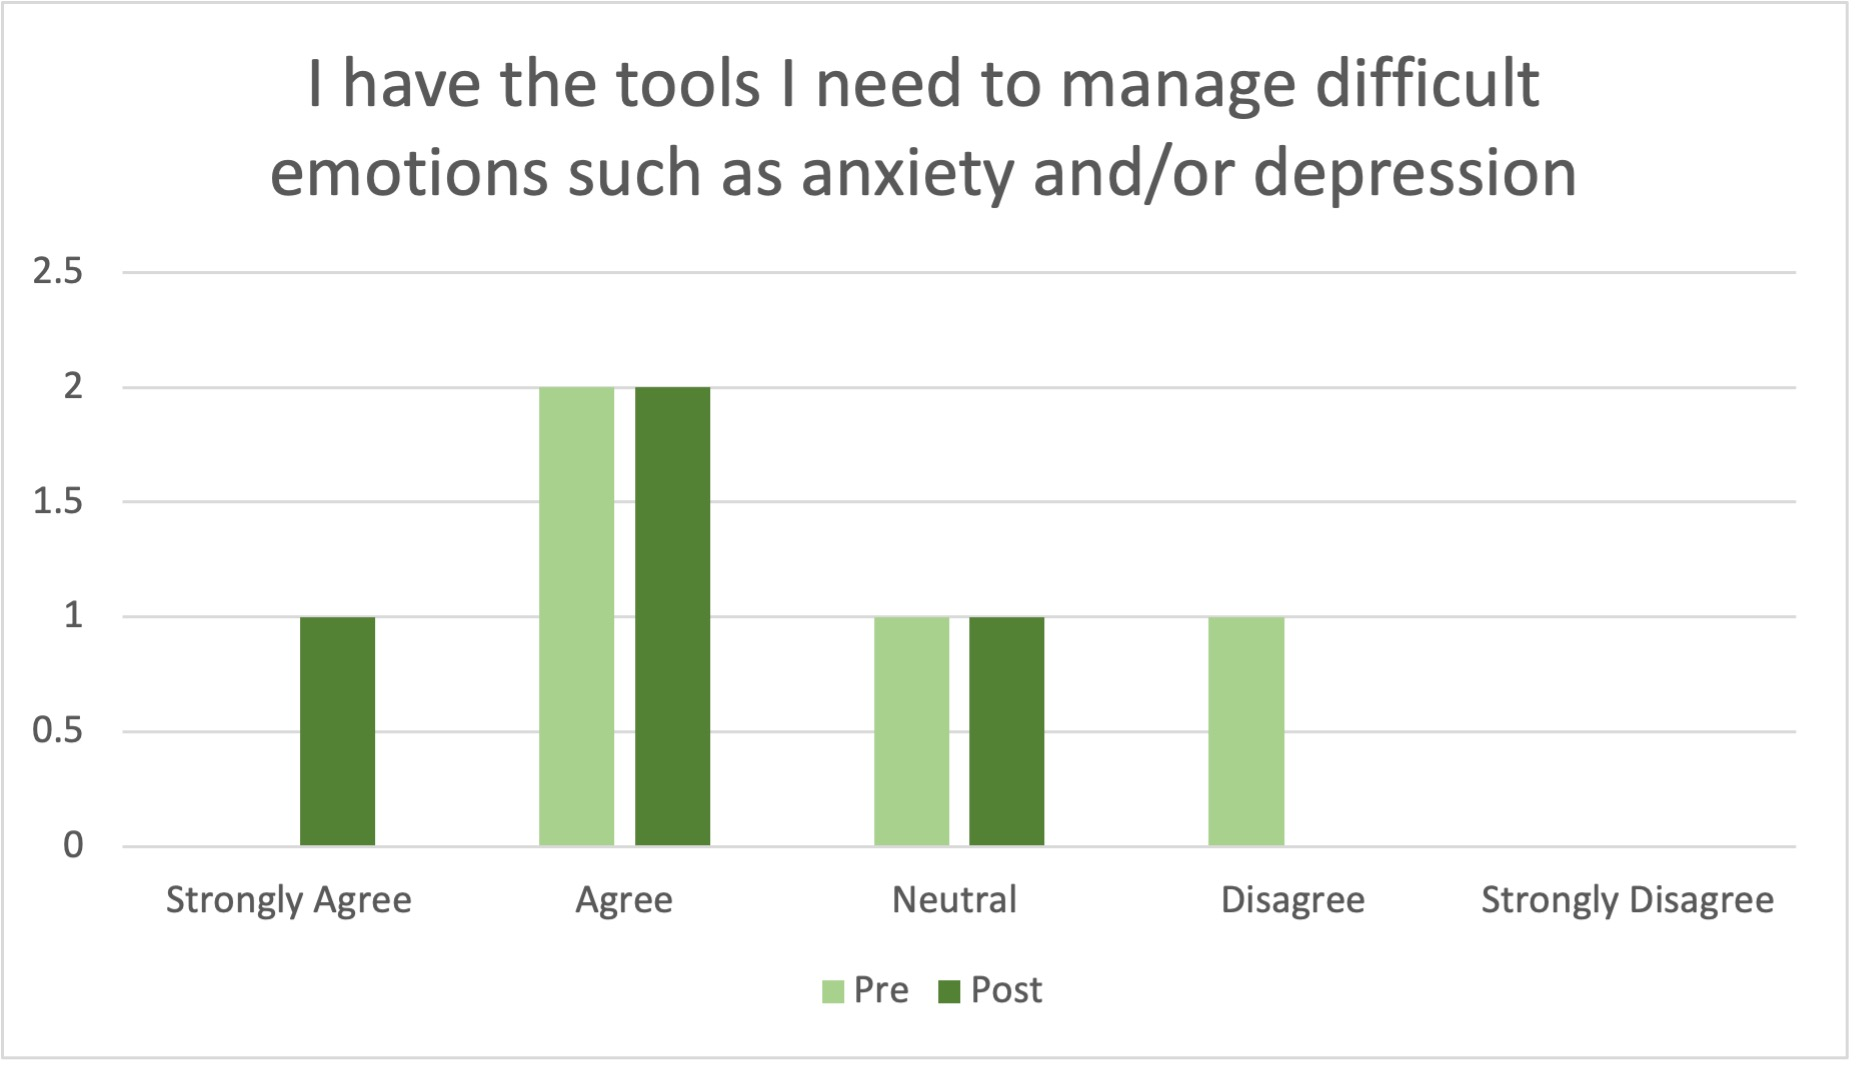 I have the tools I need to manage difficult
emotions such as anxiety and/or depression
2.5
2
1.5
1
0.5
0
Strongly Agree Agree Neutral Disagree Strongly Disagree
Pre Post